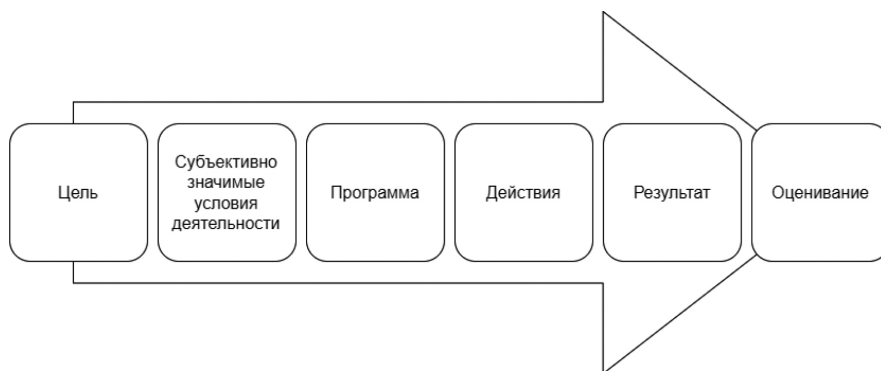 Цель
Субъективно
значимые
условия
деятельности
Программа
Действия
Результат
Оценивание